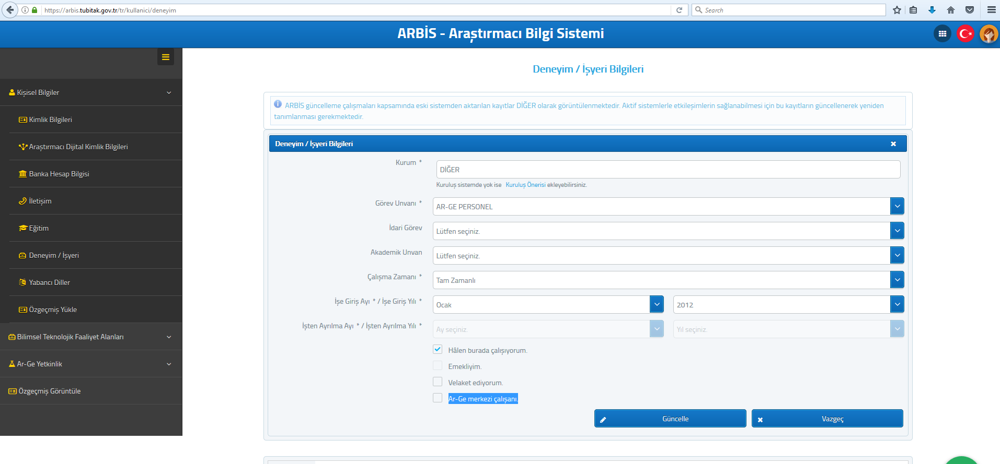 https://arbis.tubitak.gov.tr/tr/kullanici/deneyim
Search
ARBİS - Araştırmacı Bilgi Sistemi
Kişisel Bilgiler
Kimlik Bilgileri
Araştırmacı Dijital Kimlik Bilgileri
Banka Hesap Bilgisi
İletişim
Eğitim
Deneyim / İşyeri
Yabancı Diller
Özgeçmiş Yükle
Bilimsel Teknolojik Faaliyet Alanları
Ar-Ge Yetkinlik
Özgeçmiş Görüntüle
Deneyim / İşyeri Bilgileri
ARBİS güncelleme çalışmaları kapsamında eski sistemden aktarılan kayıtlar DİĞER olarak görüntülenmektedir. Aktif sistemlerle etkileşimlerin sağlanabilmesi için bu kayıtların güncellenerek yeniden
tanımlanması gerekmektedir.
Deneyim / İşyeri Bilgileri
Kurum *
DİĞER
Kuruluş sistemde yok ise Kuruluş Önerisi ekleyebilirsiniz.
Görev Unvanı * AR-GE PERSONEL
İdari Görev Lütfen seçiniz.
Akademik Unvan Lütfen seçiniz.
Çalışma Zamanı * Tam Zamanlı
İşe Giriş Ayı * / İşe Giriş Yılı * Ocak 2012
İşten Ayrılma Ayı * / İşten Ayrılma Yılı * Ay seçiniz. Yıl seçiniz.
Hâlen burada çalışıyorum.
Emekliyim.
Velaket ediyorum.
Ar-Ge merkezi çalışanı.
Güncelle Vazgeç